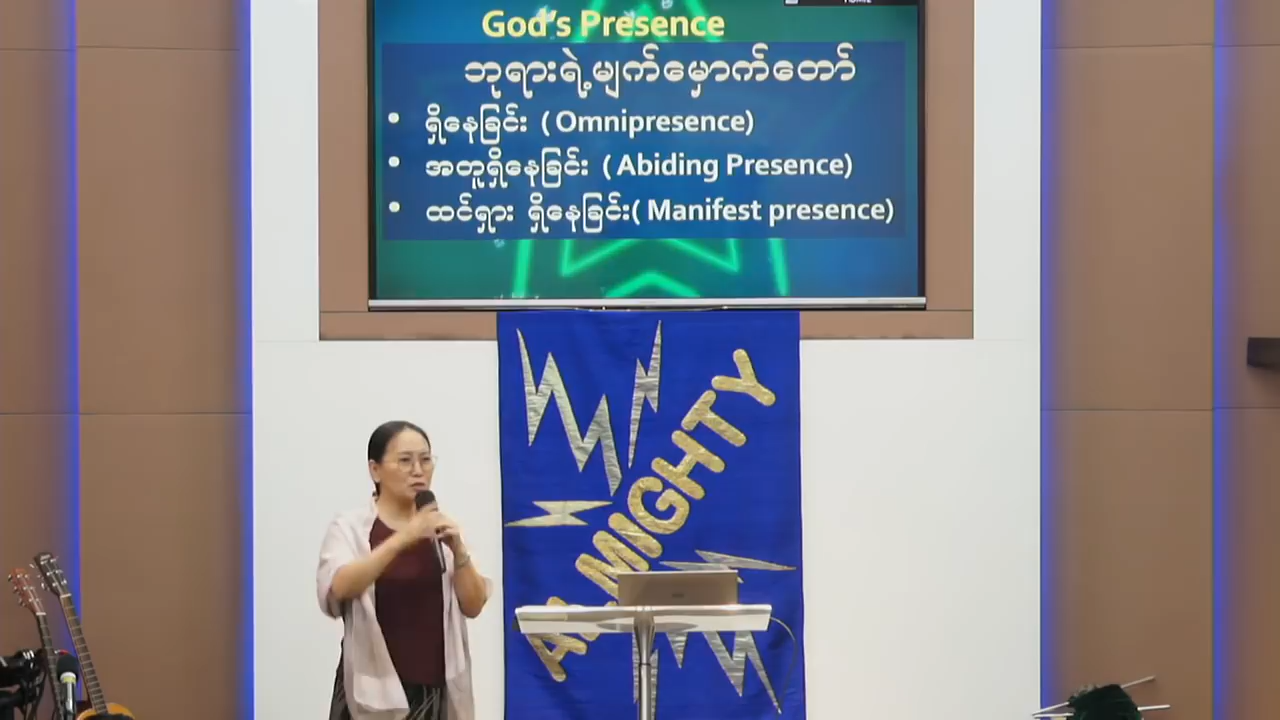 God's Presence
ဘုရားရဲ့မျက်မှောက်တော်
• ရှိနေခြင်း ( Omnipresence)
• အတူရှိနေခြင်း ( Abiding Presence)
• ထင်ရှား ရှိနေခြင်း( Manifest presence)
ALMIGHTY